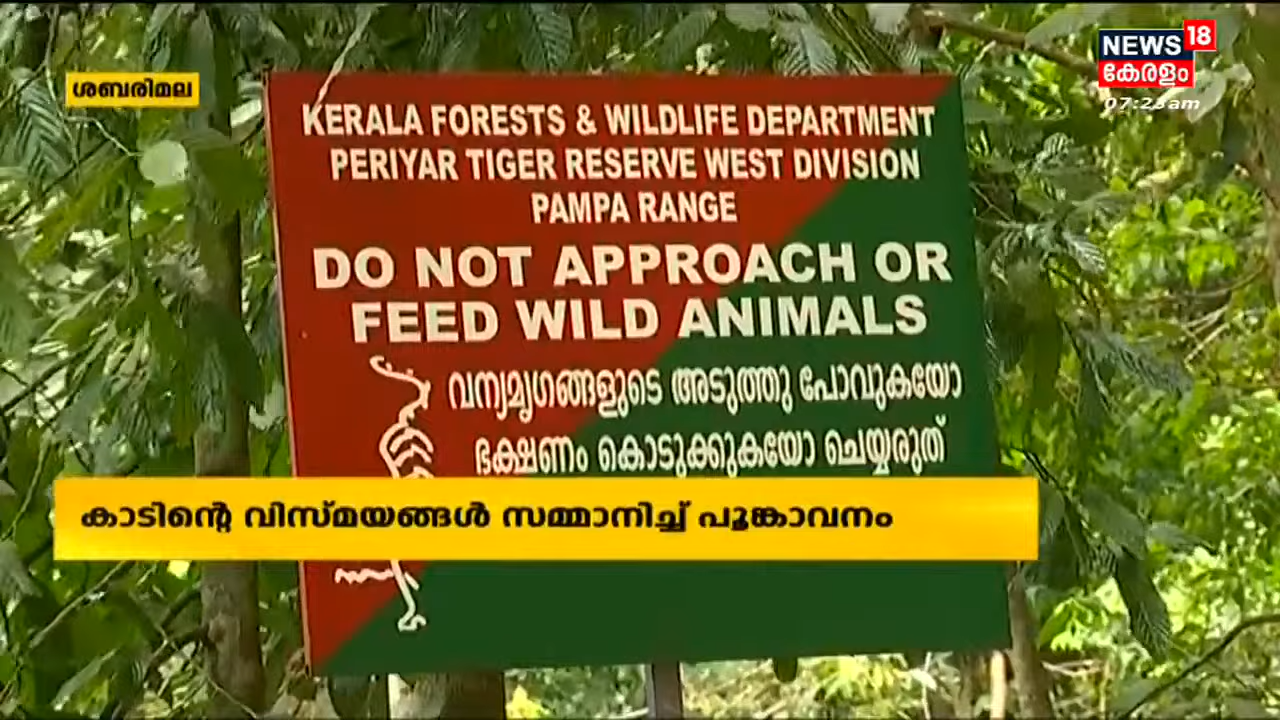 NEWS 18
കേരളം
07:23am
ശബരിമല
KERALA FORESTS & WILDLIFE DEPARTMENT
PERIYAR TIGER RESERVE WEST DIVISION
PAMPA RANGE
DO NOT APPROACH OR
FEED WILD ANIMALS
വന്യമൃഗങ്ങളുടെ അടുത്തു പോവുകയോ
ഭക്ഷണം കൊടുക്കുകയോ ചെയ്യരുത്
കാടിന്റെ വിസ്മയങ്ങൾ സമ്മാനിച്ച് പൂങ്കാവനം